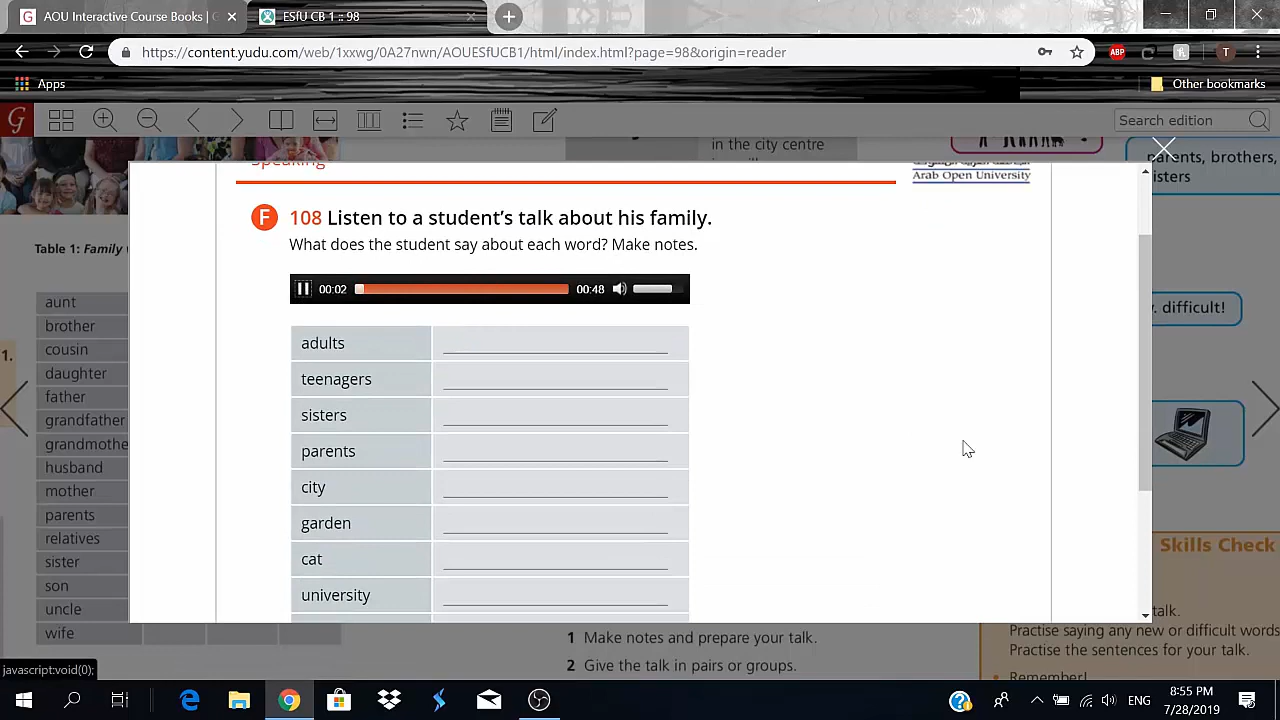 AOU Interactive Course Books |
ESfU CB 1 :: 98
https://content.yudu.com/web/1xxwg/0A27nwn/AOUESfUCB1/html/index.html?page=98&origin=reader
ABP
T
Apps
Other bookmarks
G
Search edition
in the city centre
parents, brothers,
sisters
Speaking
Arab Open University
F 108 Listen to a student's talk about his family.
What does the student say about each word? Make notes.
00:02
00:48
Table 1: Family
aunt
brother
cousin
daughter
father
grandfather
grandmothe
husband
mother
parents
relatives
sister
son
uncle
wife
1.
adults
teenagers
sisters
parents
city
garden
cat
university
. difficult!
Skills Check
talk.
Practise saying any new or difficult words
Practise the sentences for your talk.
Remember!
1 Make notes and prepare your talk.
2 Give the talk in pairs or groups.
javascript:void(0);
ENG
8:55 PM
7/28/2019